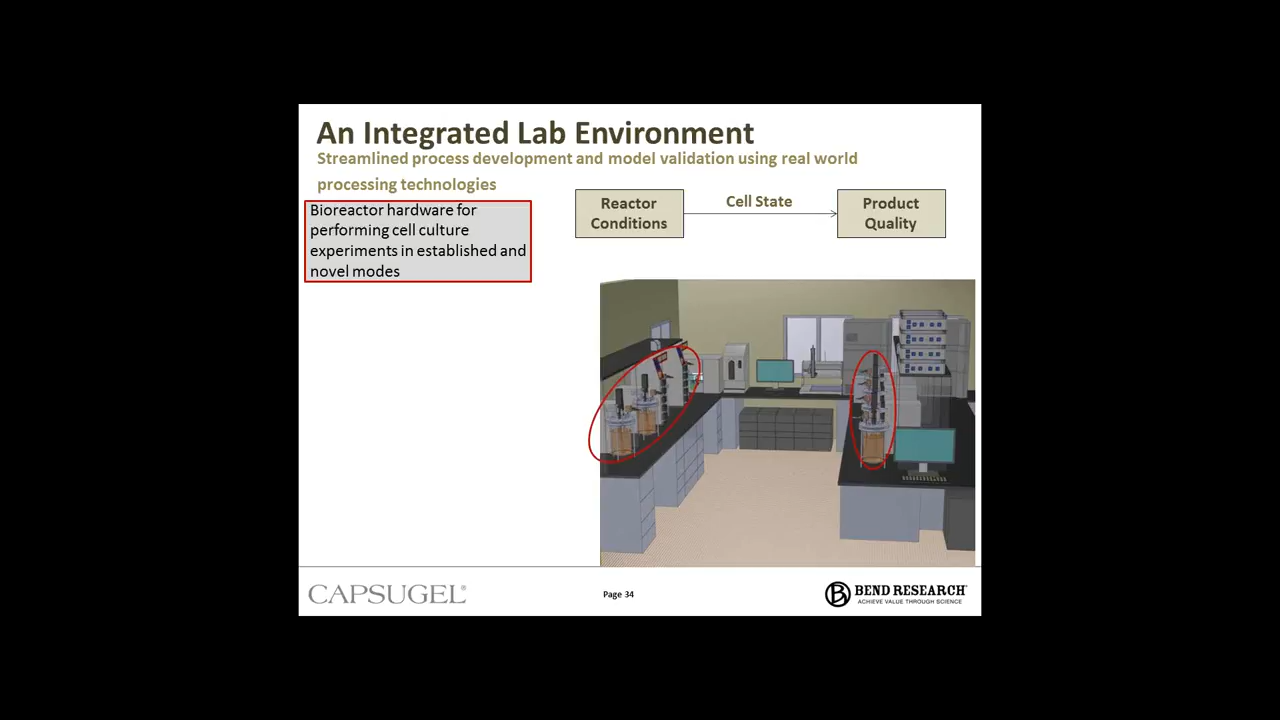 An Integrated Lab Environment
Streamlined process development and model validation using real world
processing technologies
Bioreactor hardware for
performing cell culture
experiments in established and
novel modes
Reactor
Conditions
Cell State
Product
Quality
CAPSUGEL®
Page 34
BEND RESEARCH
ACHIEVE VALUE THROUGH SCIENCE